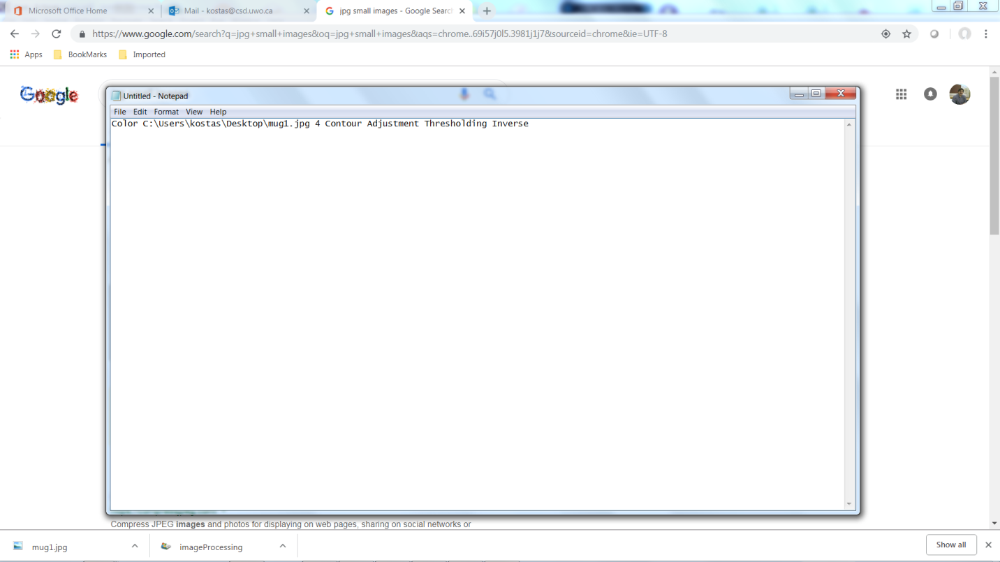 Microsoft Office Home
Mail - kostas@csd.uwo.ca
jpg small images - Google Search
https://www.google.com/search?q=jpg+small+images&oq=jpg+small+images&aqs=chrome..69i57j0l5.3981j1j7&sourceid=chrome&ie=UTF-8
Apps BookMarks Imported
Google
Untitled - Notepad
File Edit Format View Help
Color C:\Users\kostas\Desktop\mug1.jpg 4 Contour Adjustment Thresholding Inverse
Compress JPEG images and photos for displaying on web pages, sharing on social networks or
mug1.jpg imageProcessing Show all